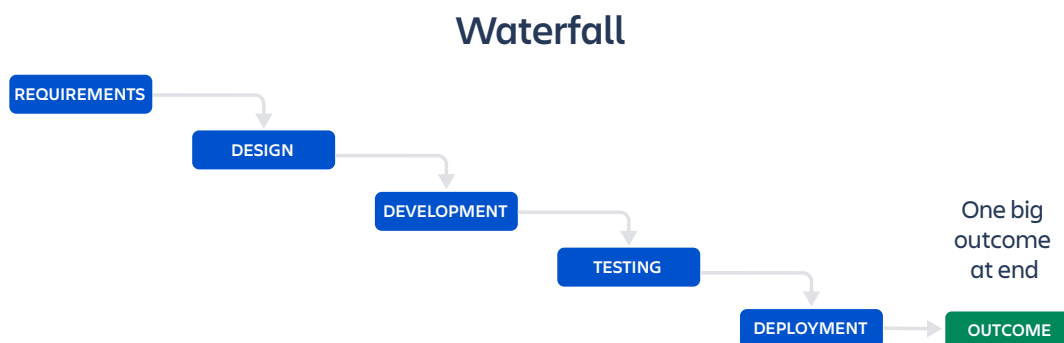 Waterfall
REQUIREMENTS
DESIGN
DEVELOPMENT
TESTING
One big
outcome
at end
DEPLOYMENT
OUTCOME